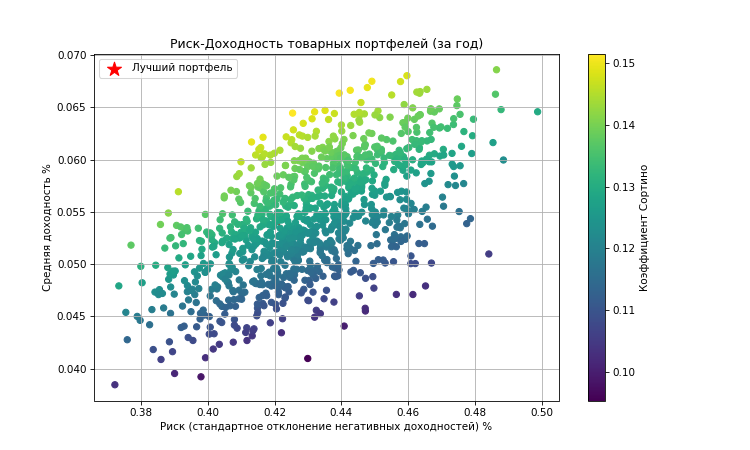 Риск-Доходность товарных портфелей (за год)
Лучший портфель
Средняя доходность %
0.070
0.065
0.060
0.055
0.050
0.045
0.040
0.38 0.40 0.42 0.44 0.46 0.48 0.50
Риск (стандартное отклонение негативных доходностей) %
0.15
0.14
0.13
0.12
0.11
0.10
Коэффициент Сортино